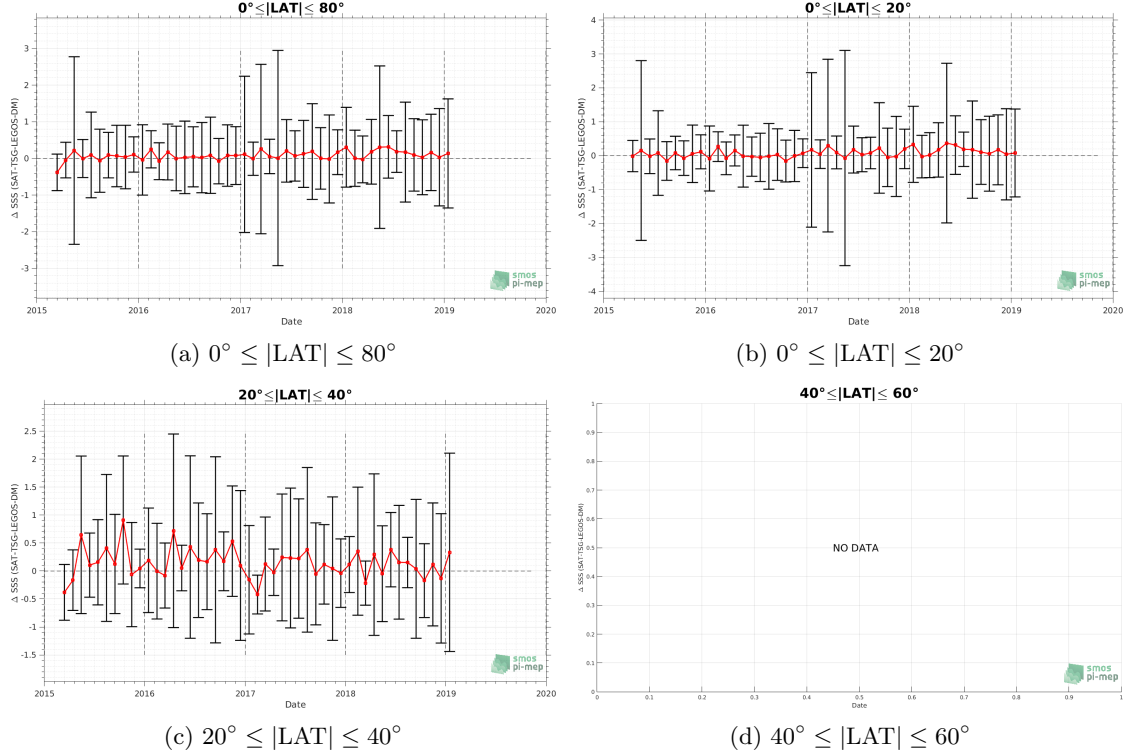 0°≤|LAT|≤ 80°
3
2
1
0
-1
-2
-3
Δ SSS (SAT-TSG-LEGOS-DM)
2015
2016
2017
2018
2019
2020
Date
smos
pi-mep
(a) 0° ≤ |LAT| ≤ 80°
0°≤|LAT|≤ 20°
4
3
2
1
0
-1
-2
-3
-4
Δ SSS (SAT-TSG-LEGOS-DM)
2015
2016
2017
2018
2019
2020
Date
smos
pi-mep
(b) 0° ≤ |LAT| ≤ 20°
20°≤|LAT|≤ 40°
2.5
2
1.5
1
0.5
0
-0.5
-1
-1.5
Δ SSS (SAT-TSG-LEGOS-DM)
2015
2016
2017
2018
2019
2020
Date
smos
pi-mep
(c) 20° ≤ |LAT| ≤ 40°
40°≤|LAT|≤ 60°
1
0.9
0.8
0.7
0.6
0.5
0.4
0.3
0.2
0.1
0
Δ SSS (SAT-TSG-LEGOS-DM)
NO DATA
0
0.1
0.2
0.3
0.4
0.5
0.6
0.7
0.8
0.9
1
Date
smos
pi-mep
(d) 40° ≤ |LAT| ≤ 60°